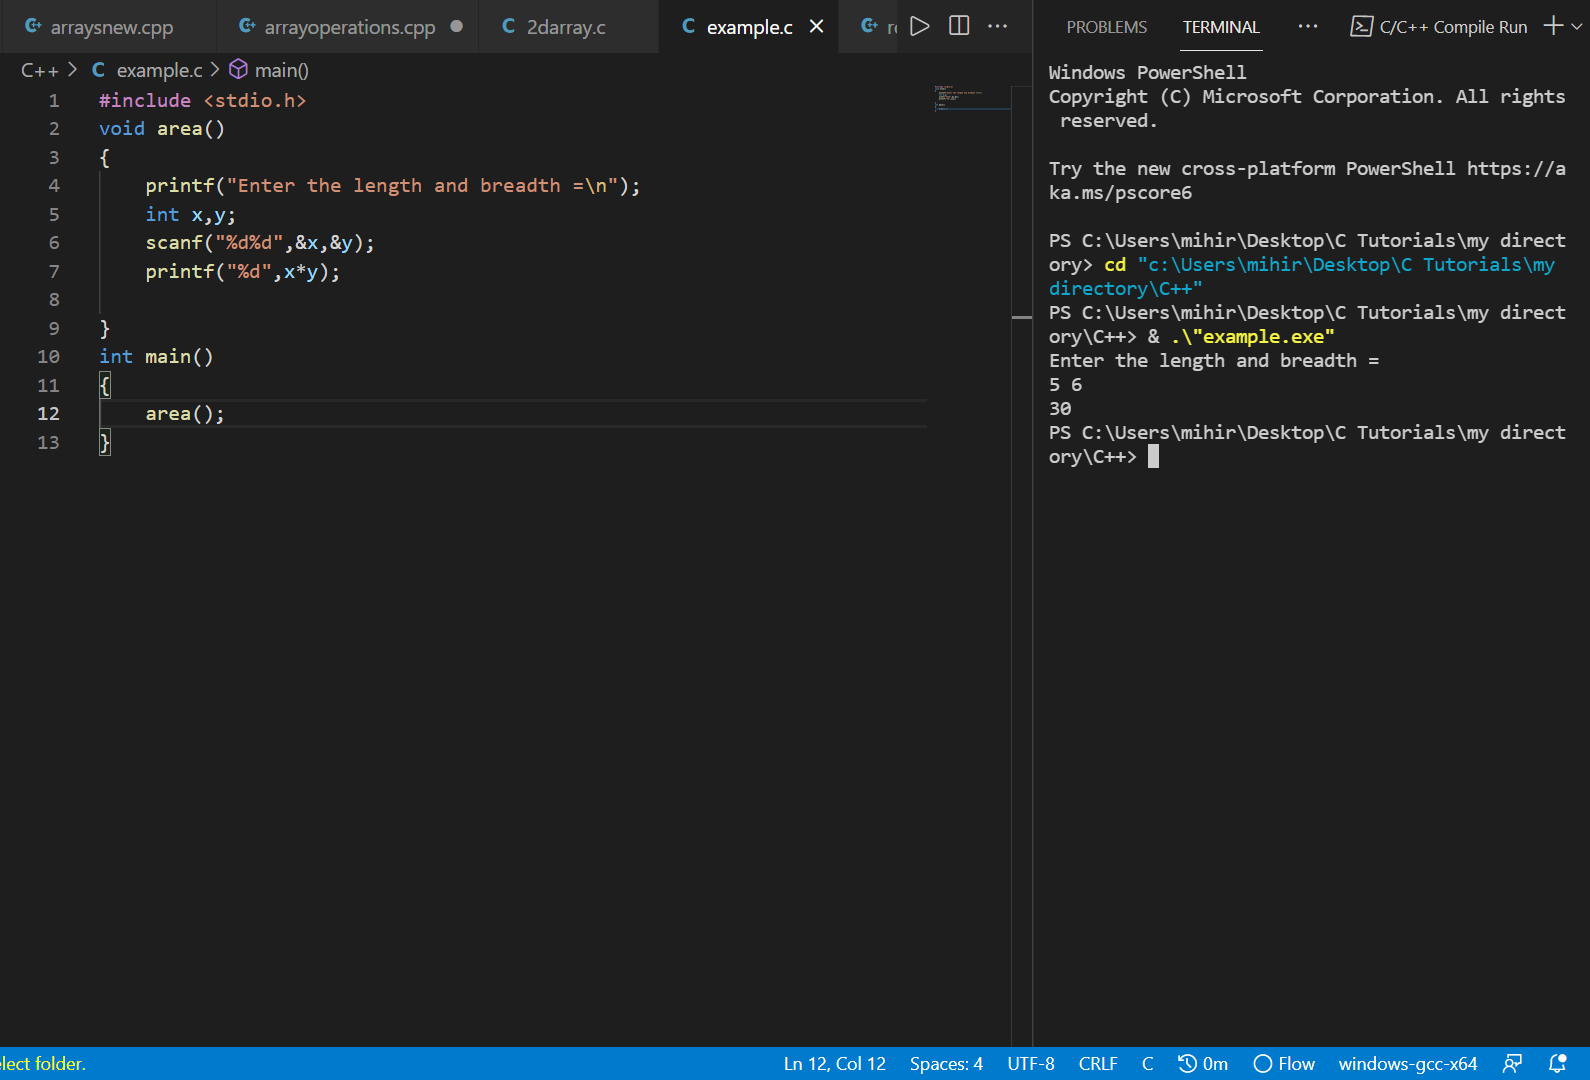 arraysnew.cpp arrayoperations.cpp 2darray.c example.c
C++ > example.c > main()
1 #include <stdio.h>
2 void area()
3 {
4 printf("Enter the length and breadth =\n");
5 int x,y;
6 scanf("%d%d",&x,&y);
7 printf("%d",x*y);
8
9 }
10 int main()
11 {
12 area();
13 }
PROBLEMS TERMINAL ... C/C++ Compile Run
Windows PowerShell
Copyright (C) Microsoft Corporation. All rights
reserved.
Try the new cross-platform PowerShell https://a
ka.ms/pscore6
PS C:\Users\mihir\Desktop\C Tutorials\my direct
ory> cd "c:\Users\mihir\Desktop\C Tutorials\my
directory\C++"
PS C:\Users\mihir\Desktop\C Tutorials\my direct
ory\C++> & .\"example.exe"
Enter the length and breadth =
5 6
30
PS C:\Users\mihir\Desktop\C Tutorials\my direct
ory\C++>
lect folder. Ln 12, Col 12 Spaces: 4 UTF-8 CRLF C 0m Flow windows-gcc-x64